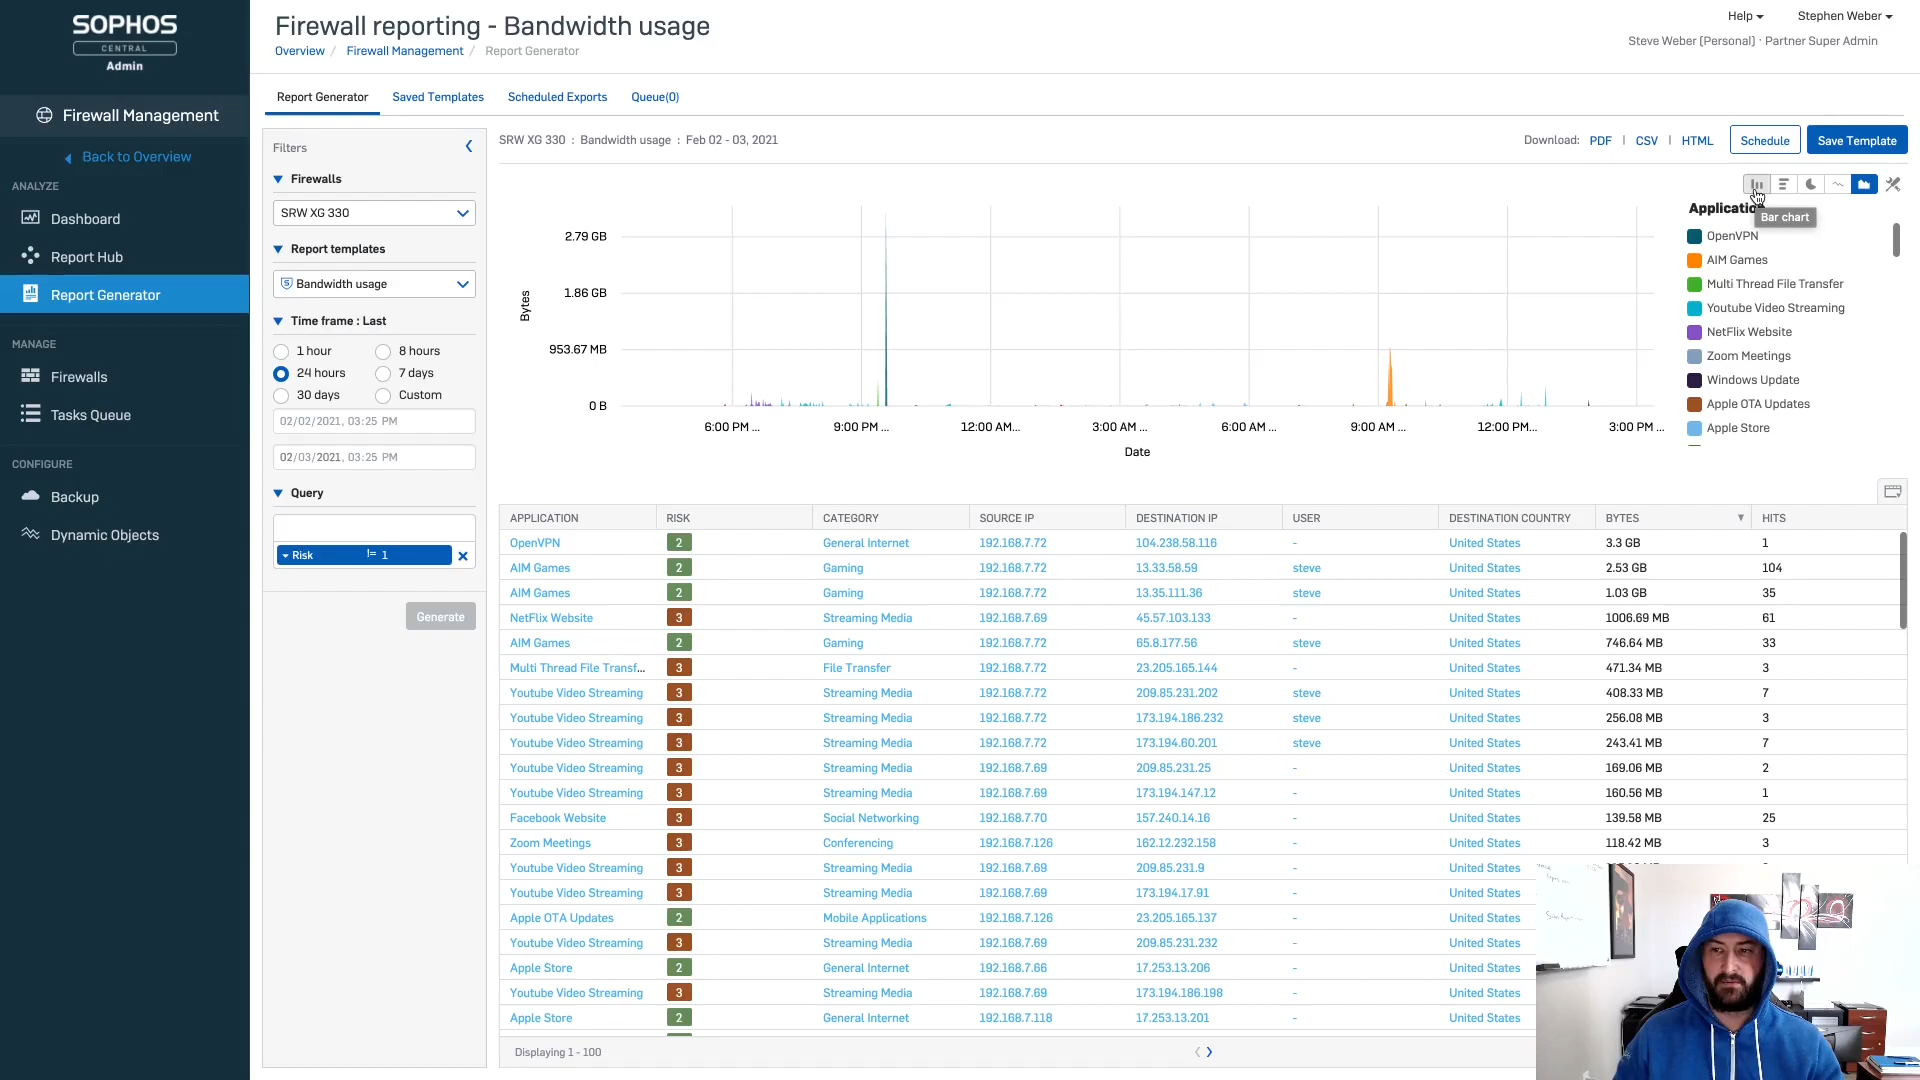 SOPHOS
CENTRAL
Admin
Firewall Management
Back to Overview
ANALYZE
Dashboard
Report Hub
Report Generator
MANAGE
Firewalls
Tasks Queue
CONFIGURE
Backup
Dynamic Objects
Firewall reporting - Bandwidth usage
Overview / Firewall Management / Report Generator
Help
Stephen Weber
Steve Weber (Personal) · Partner Super Admin
Report Generator
Saved Templates
Scheduled Exports
Queue(0)
Filters
Firewalls
SRW XG 330
Report templates
Bandwidth usage
Time frame : Last
1 hour
8 hours
24 hours
7 days
30 days
Custom
02/02/2021, 03:25 PM
02/03/2021, 03:25 PM
Query
Risk != 1
Generate
SRW XG 330 : Bandwidth usage : Feb 02 - 03, 2021
Download: PDF | CSV | HTML
Schedule
Save Template
Bar chart
Bytes
2.79 GB
1.86 GB
953.67 MB
0 B
6:00 PM ...
9:00 PM ...
12:00 AM...
3:00 AM ...
6:00 AM ...
9:00 AM ...
12:00 PM...
3:00 PM ...
Date
OpenVPN
AIM Games
Multi Thread File Transfer
Youtube Video Streaming
NetFlix Website
Zoom Meetings
Windows Update
Apple OTA Updates
Apple Store
APPLICATION RISK CATEGORY SOURCE IP DESTINATION IP USER DESTINATION COUNTRY BYTES HITS
OpenVPN 2 General Internet 192.168.7.72 104.238.58.116 - United States 3.3 GB 1
AIM Games 2 Gaming 192.168.7.72 13.33.58.59 steve United States 2.53 GB 104
AIM Games 2 Gaming 192.168.7.72 13.35.111.36 steve United States 1.03 GB 35
NetFlix Website 3 Streaming Media 192.168.7.69 45.57.103.133 - United States 1006.69 MB 61
AIM Games 2 Gaming 192.168.7.72 65.8.177.56 steve United States 746.64 MB 33
Multi Thread File Transf... 3 File Transfer 192.168.7.72 23.205.165.144 - United States 471.34 MB 3
Youtube Video Streaming 3 Streaming Media 192.168.7.72 209.85.231.202 steve United States 408.33 MB 7
Youtube Video Streaming 3 Streaming Media 192.168.7.72 173.194.186.232 steve United States 256.08 MB 3
Youtube Video Streaming 3 Streaming Media 192.168.7.72 173.194.60.201 steve United States 243.41 MB 7
Youtube Video Streaming 3 Streaming Media 192.168.7.69 209.85.231.25 - United States 169.06 MB 2
Youtube Video Streaming 3 Streaming Media 192.168.7.69 173.194.147.12 - United States 160.56 MB 1
Facebook Website 3 Social Networking 192.168.7.70 157.240.14.16 - United States 139.58 MB 25
Zoom Meetings 3 Conferencing 192.168.7.126 162.12.232.158 - United States 118.42 MB 3
Youtube Video Streaming 3 Streaming Media 192.168.7.69 209.85.231.9 - United States
Youtube Video Streaming 3 Streaming Media 192.168.7.69 173.194.17.91 - United States
Apple OTA Updates 2 Mobile Applications 192.168.7.126 23.205.165.137 - United States
Youtube Video Streaming 3 Streaming Media 192.168.7.69 209.85.231.232 - United States
Apple Store 2 General Internet 192.168.7.66 17.253.13.206 - United States
Youtube Video Streaming 3 Streaming Media 192.168.7.69 173.194.186.198 - United States
Apple Store 2 General Internet 192.168.7.118 17.253.13.201 - United States
Displaying 1 - 100